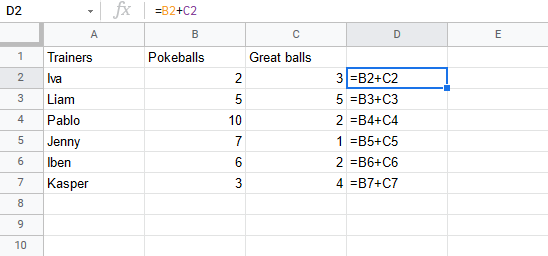 D2 fx =B2+C2
A B C D E
1 Trainers Pokeballs Great balls
2 Iva 2 3 =B2+C2
3 Liam 5 5 =B3+C3
4 Pablo 10 2 =B4+C4
5 Jenny 7 1 =B5+C5
6 Iben 6 2 =B6+C6
7 Kasper 3 4 =B7+C7
8
9
10